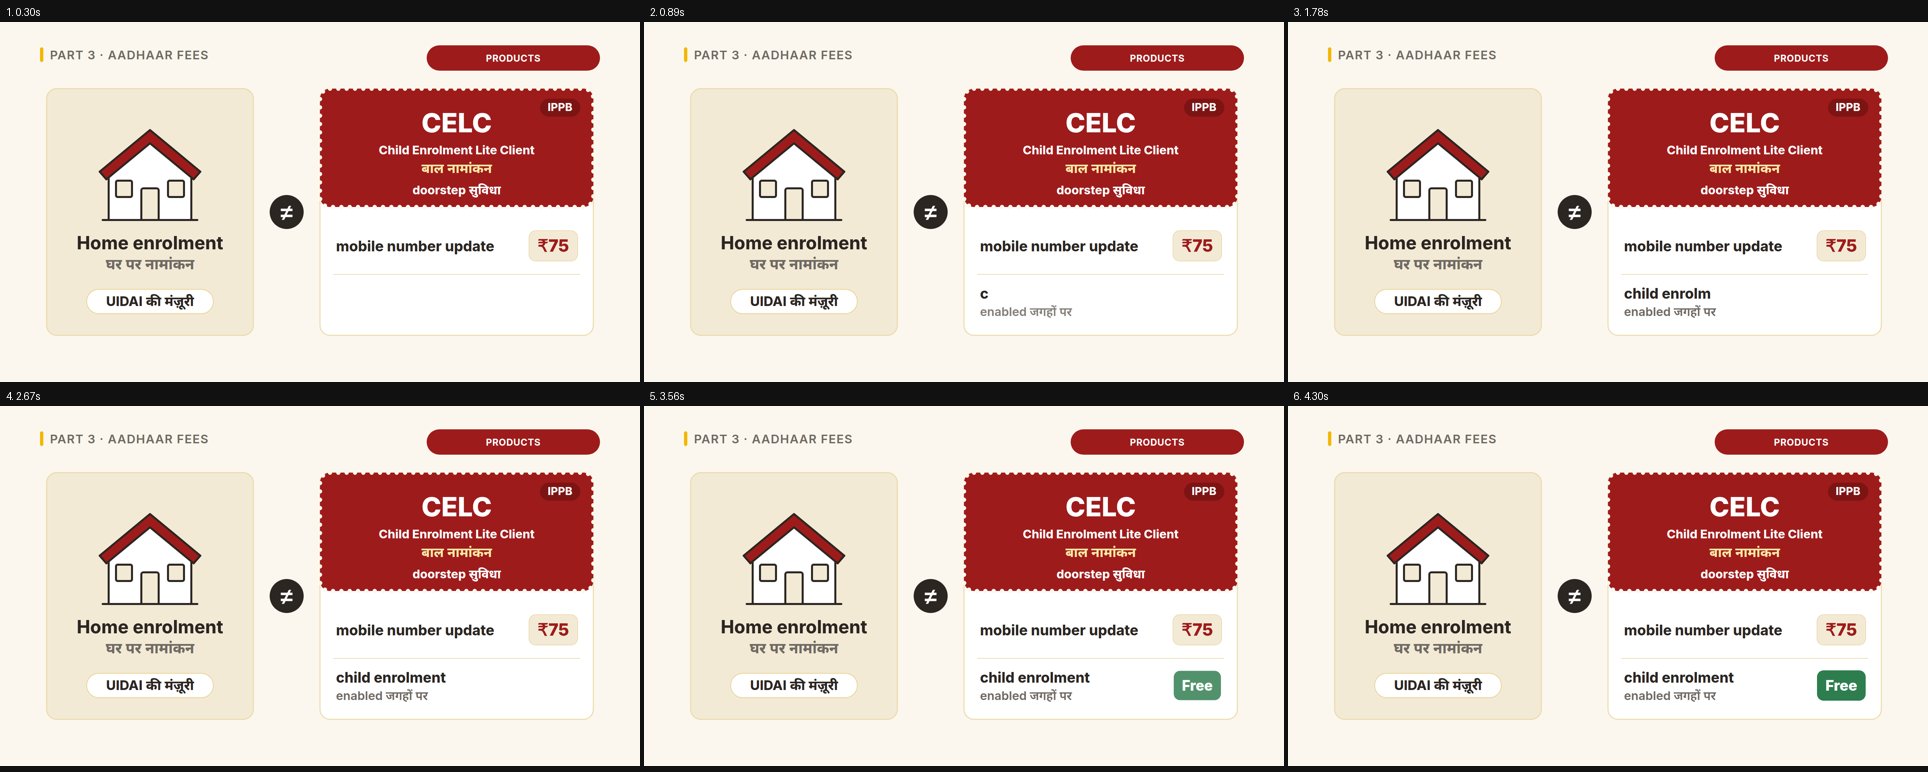 1. 0.30s
PART 3 · AADHAAR FEES
PRODUCTS
Home enrolment
घर पर नामांकन
UIDAI की मंज़ूरी
≠
IPPB
CELC
Child Enrolment Lite Client
बाल नामांकन
doorstep सुविधा
mobile number update ₹75
2. 0.89s
PART 3 · AADHAAR FEES
PRODUCTS
Home enrolment
घर पर नामांकन
UIDAI की मंज़ूरी
≠
IPPB
CELC
Child Enrolment Lite Client
बाल नामांकन
doorstep सुविधा
mobile number update ₹75
c
enabled जगहों पर
3. 1.78s
PART 3 · AADHAAR FEES
PRODUCTS
Home enrolment
घर पर नामांकन
UIDAI की मंज़ूरी
≠
IPPB
CELC
Child Enrolment Lite Client
बाल नामांकन
doorstep सुविधा
mobile number update ₹75
child enrolm
enabled जगहों पर
4. 2.67s
PART 3 · AADHAAR FEES
PRODUCTS
Home enrolment
घर पर नामांकन
UIDAI की मंज़ूरी
≠
IPPB
CELC
Child Enrolment Lite Client
बाल नामांकन
doorstep सुविधा
mobile number update ₹75
child enrolment
enabled जगहों पर
5. 3.56s
PART 3 · AADHAAR FEES
PRODUCTS
Home enrolment
घर पर नामांकन
UIDAI की मंज़ूरी
≠
IPPB
CELC
Child Enrolment Lite Client
बाल नामांकन
doorstep सुविधा
mobile number update ₹75
child enrolment
enabled जगहों पर
Free
6. 4.30s
PART 3 · AADHAAR FEES
PRODUCTS
Home enrolment
घर पर नामांकन
UIDAI की मंज़ूरी
≠
IPPB
CELC
Child Enrolment Lite Client
बाल नामांकन
doorstep सुविधा
mobile number update ₹75
child enrolment
enabled जगहों पर
Free